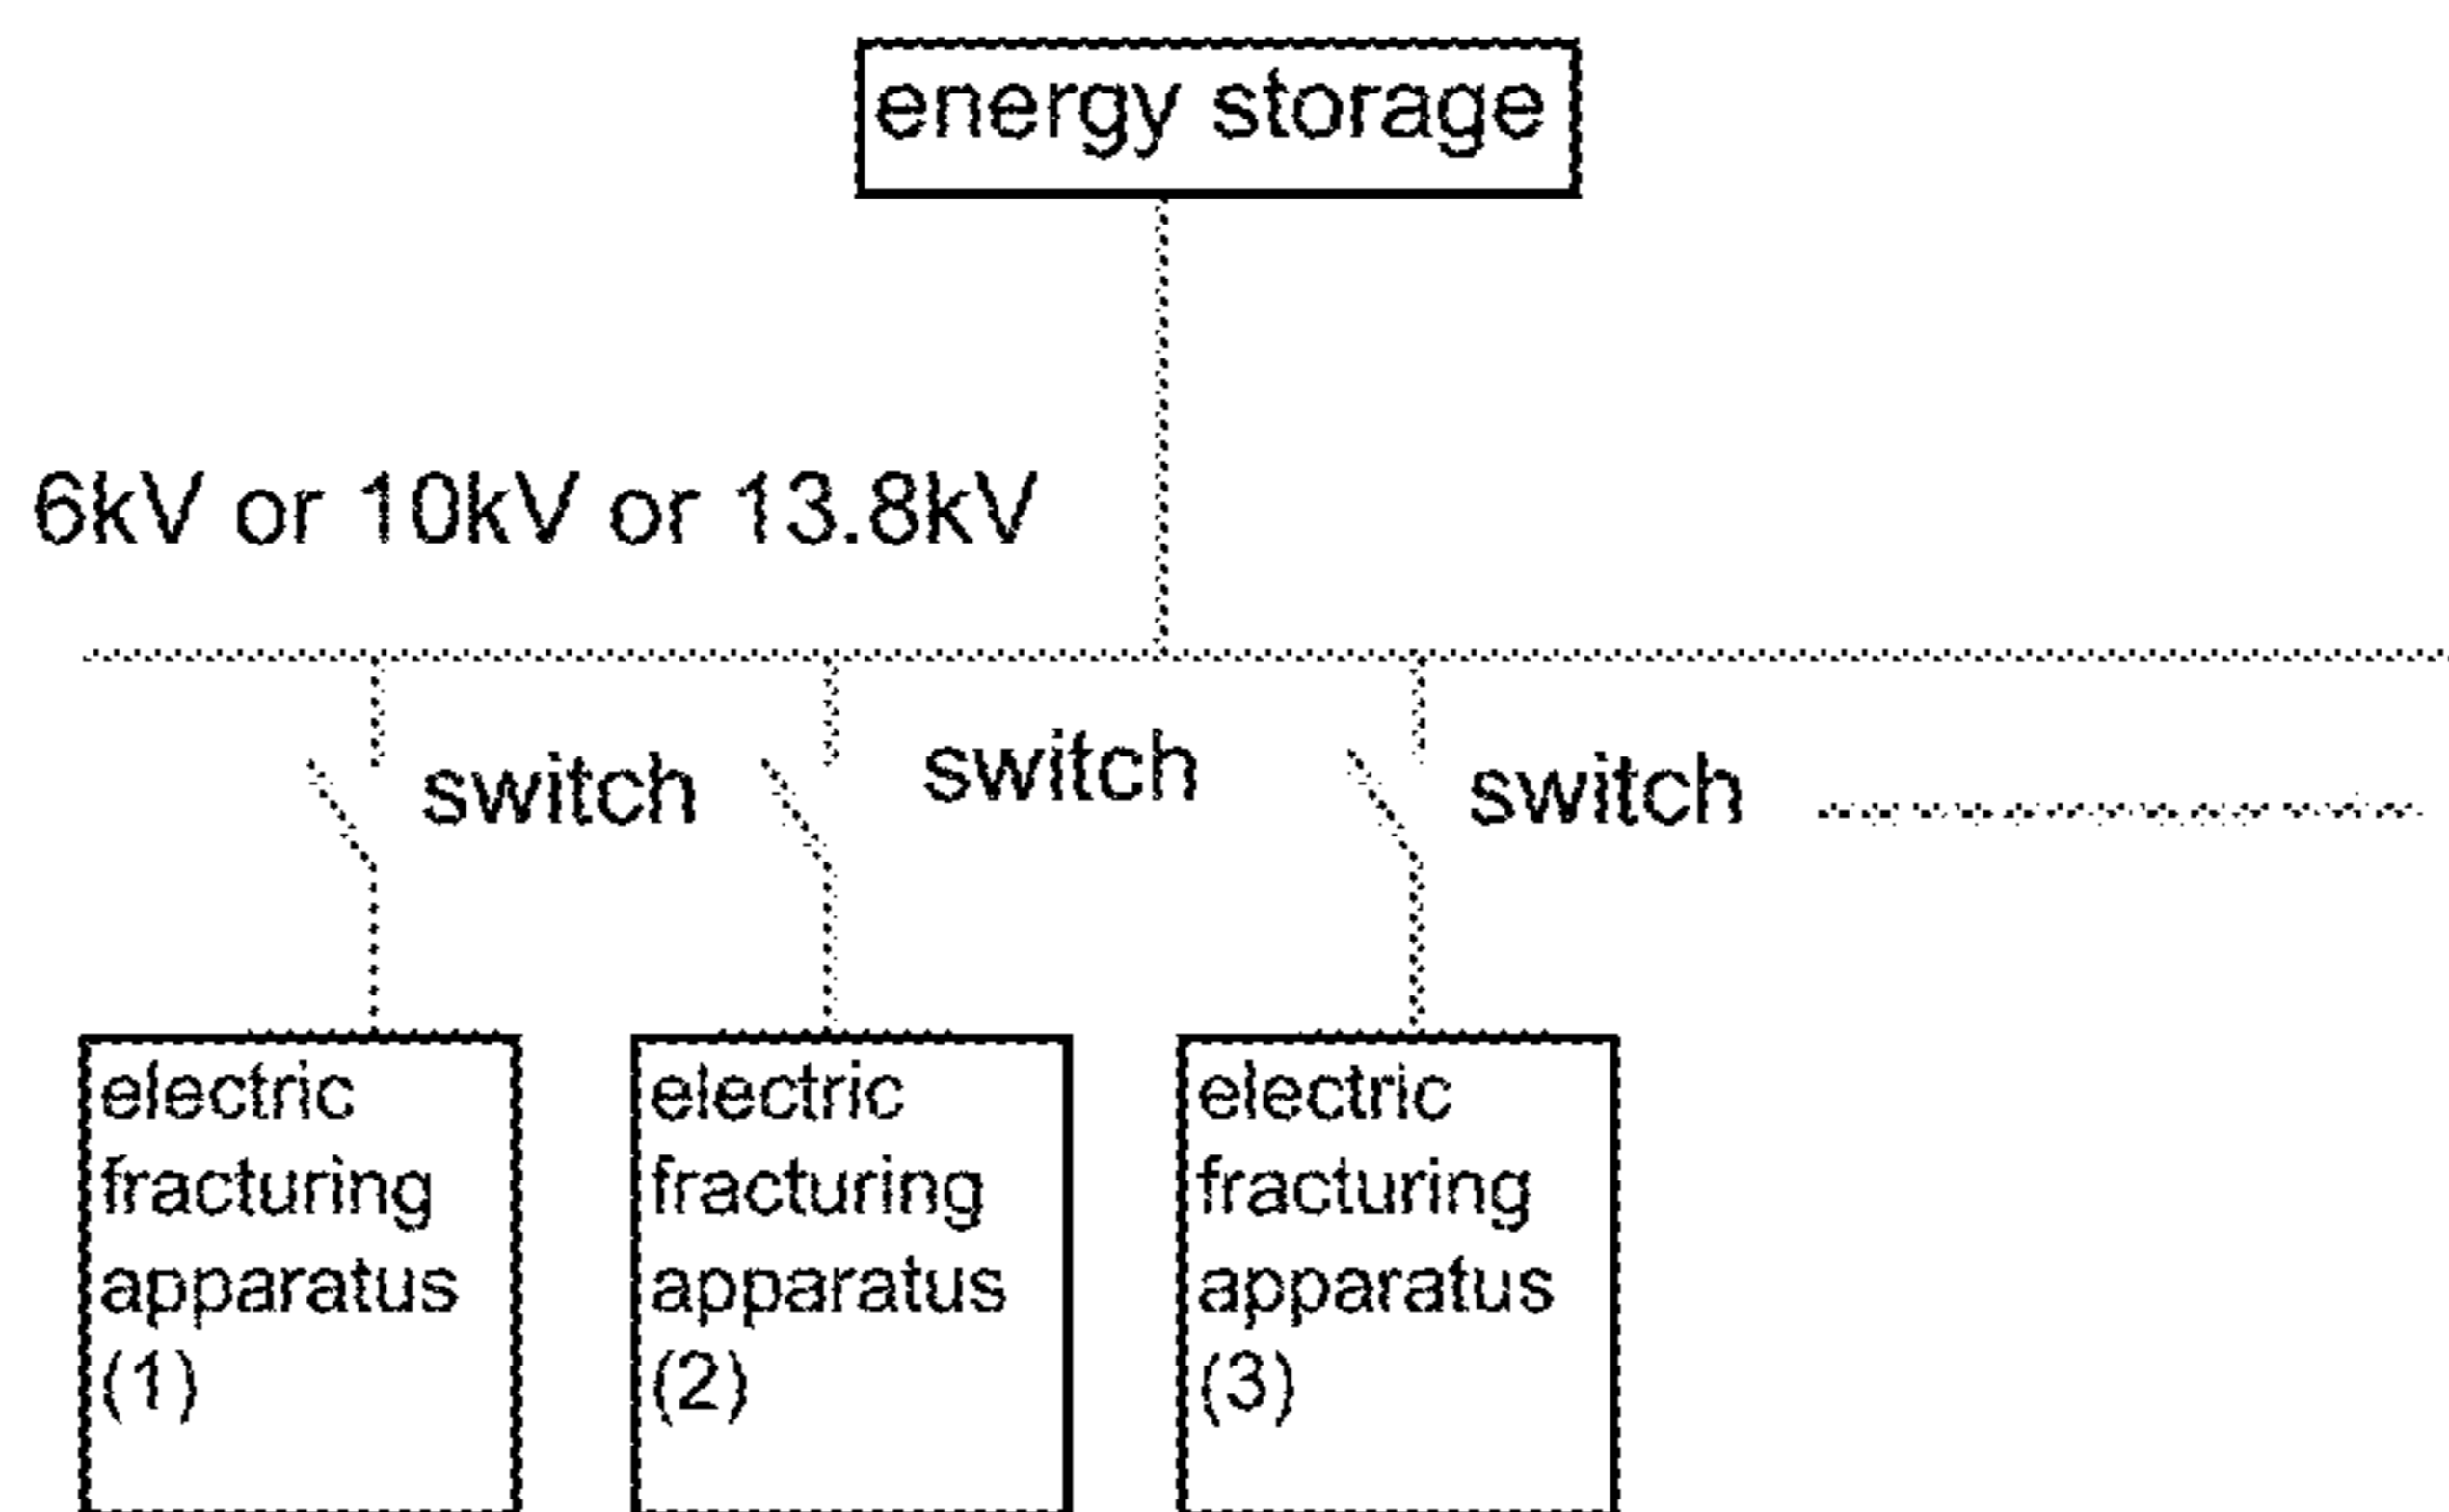 energy storage
6kV or 10kV or 13.8kV
switch
switch
switch
electric
fracturing
apparatus
(1)
electric
fracturing
apparatus
(2)
electric
fracturing
apparatus
(3)